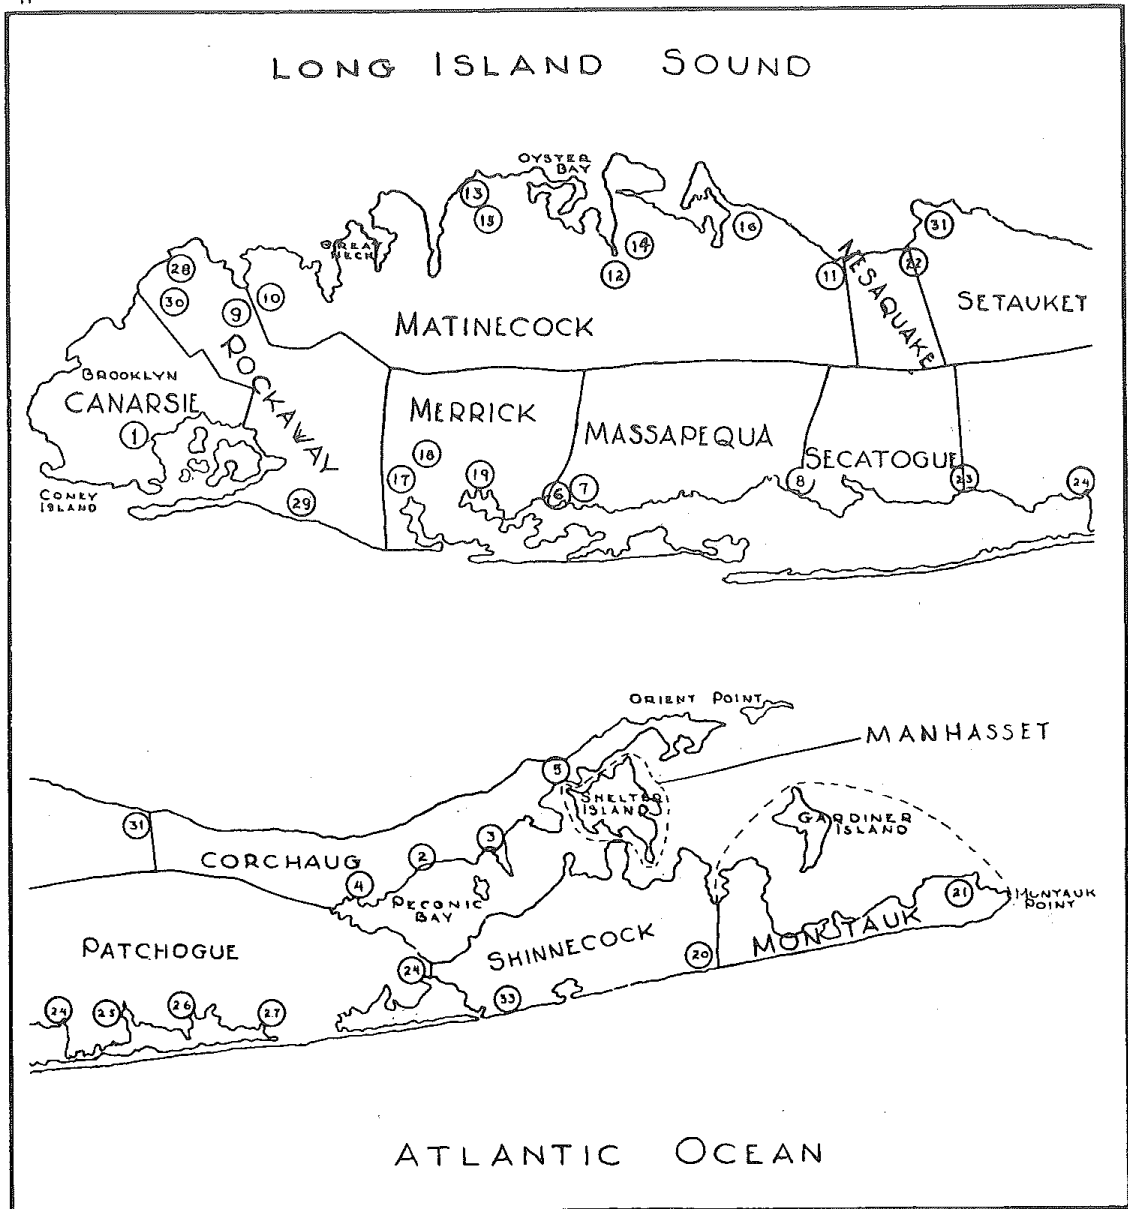 LONG ISLAND SOUND
OYSTER
BAY
13
15
14
12
16
31
22
11
NESAQUAKE
SETAUKET
GREAT
NECK
28
30
9
10
MATINECOCK
ROCKAWAY
BROOKLYN
CANARSIE
1
CONEY
ISLAND
29
MERRICK
18
17
19
6
7
MASSAPEQUA
8
SECATOGUE
23
24
ORIENT POINT
MANHASSET
5
SHELTER
ISLAND
GARDINER
ISLAND
31
CORCHAUG
2
3
4
PECONIC
BAY
21
MONTAUK
POINT
PATCHOGUE
SHINNECOCK
MONTAUK
20
24
33
24
25
26
27
ATLANTIC OCEAN